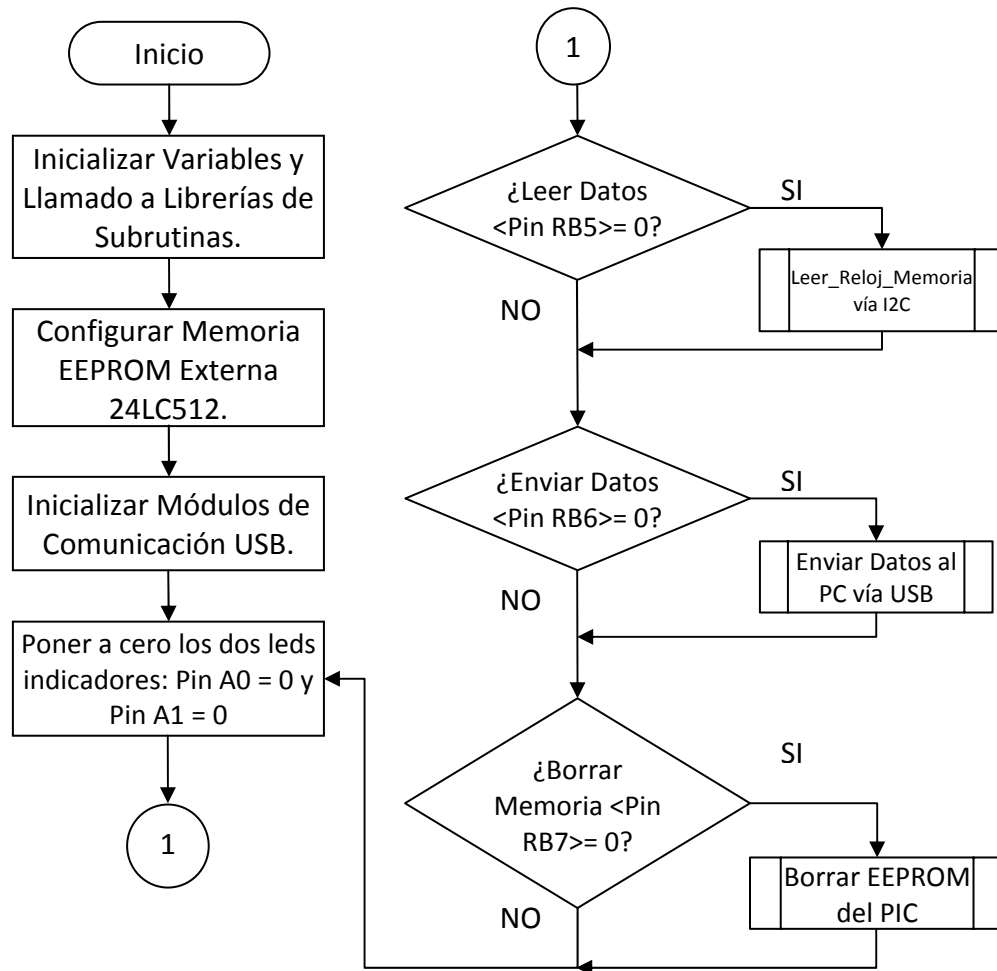 Inicio
Inicializar Variables y
Llamado a Librerías de
Subrutinas.
Configurar Memoria
EEPROM Externa
24LC512.
Inicializar Módulos de
Comunicación USB.
Poner a cero los dos leds
indicadores: Pin A0 = 0 y
Pin A1 = 0
1
1
¿Leer Datos
<Pin RB5>= 0?
SI
Leer_Reloj_Memoria
vía I2C
NO
¿Enviar Datos
<Pin RB6>= 0?
SI
Enviar Datos al
PC vía USB
NO
¿Borrar
Memoria <Pin
RB7>= 0?
SI
Borrar EEPROM
del PIC
NO